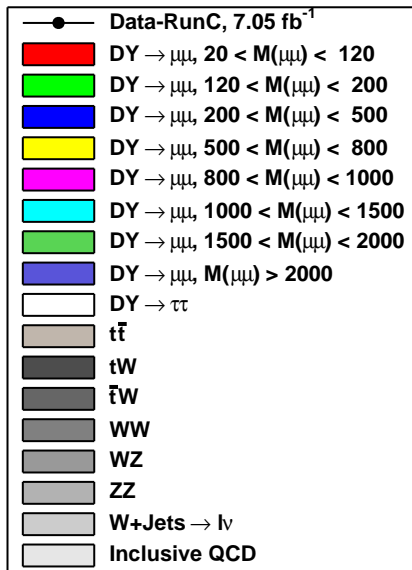 Data-RunC, 7.05 fb⁻¹
DY → μμ, 20 < M(μμ) < 120
DY → μμ, 120 < M(μμ) < 200
DY → μμ, 200 < M(μμ) < 500
DY → μμ, 500 < M(μμ) < 800
DY → μμ, 800 < M(μμ) < 1000
DY → μμ, 1000 < M(μμ) < 1500
DY → μμ, 1500 < M(μμ) < 2000
DY → μμ, M(μμ) > 2000
DY → ττ
tt̄
tW
t̄W
WW
WZ
ZZ
W+Jets → lν
Inclusive QCD